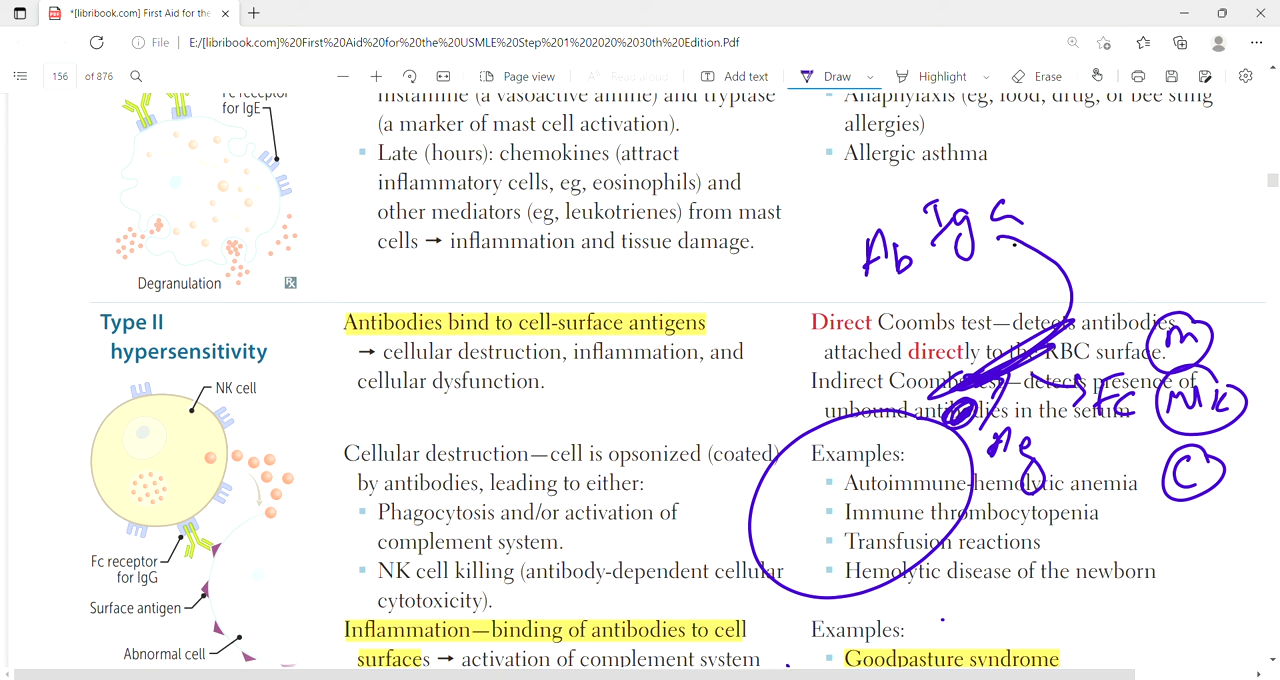 *[libribook.com] First Aid for the
File E:/[libribook.com]%20First%20Aid%20for%20the%20USMLE%20Step%201%202020%2030th%20Edition.Pdf
156 of 876 Page view Read aloud Add text Draw Highlight Erase
Fc receptor
for IgE
histamine (a vasoactive amine) and tryptase
(a marker of mast cell activation).
Late (hours): chemokines (attract
inflammatory cells, eg, eosinophils) and
other mediators (eg, leukotrienes) from mast
cells → inflammation and tissue damage.
Anaphylaxis (eg, food, drug, or bee sting
allergies)
Allergic asthma
Degranulation
Rx
Ab IgG
Type II
hypersensitivity
NK cell
Fc receptor
for IgG
Surface antigen
Abnormal cell
Antibodies bind to cell-surface antigens
→ cellular destruction, inflammation, and
cellular dysfunction.
Cellular destruction—cell is opsonized (coated)
by antibodies, leading to either:
Phagocytosis and/or activation of
complement system.
NK cell killing (antibody-dependent cellular
cytotoxicity).
Inflammation—binding of antibodies to cell
surfaces → activation of complement system
Direct Coombs test—detects antibodies
attached directly to the RBC surface.
Indirect Coombs test—detects presence of
unbound antibodies in the serum.
Examples:
Autoimmune-hemolytic anemia
Immune thrombocytopenia
Transfusion reactions
Hemolytic disease of the newborn
Examples:
Goodpasture syndrome
m
Fc
NK
Ag
C